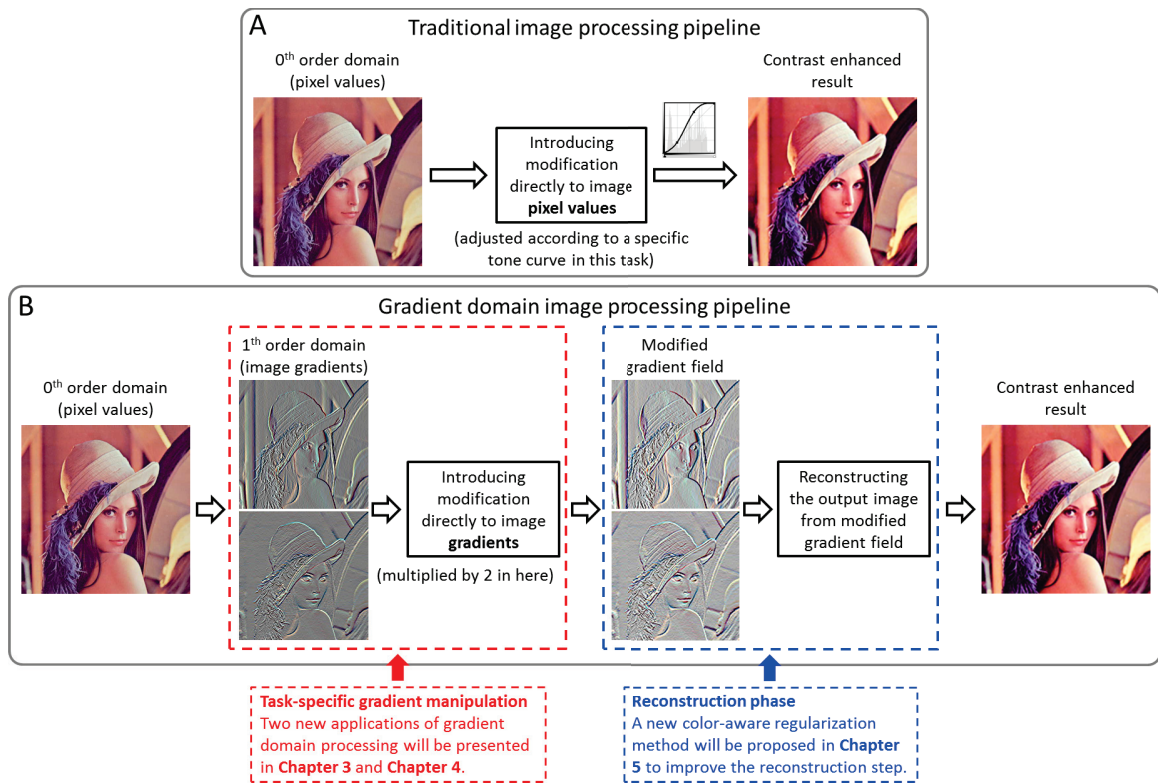 A
Traditional image processing pipeline
0th order domain
(pixel values)
Introducing
modification
directly to image
pixel values
(adjusted according to a specific
tone curve in this task)
Contrast enhanced
result
B
Gradient domain image processing pipeline
0th order domain
(pixel values)
1th order domain
(image gradients)
Introducing
modification
directly to image
gradients
(multiplied by 2 in here)
Modified
gradient field
Reconstructing
the output image
from modified
gradient field
Contrast enhanced
result
Task-specific gradient manipulation
Two new applications of gradient
domain processing will be presented
in Chapter 3 and Chapter 4.
Reconstruction phase
A new color-aware regularization
method will be proposed in Chapter
5 to improve the reconstruction step.